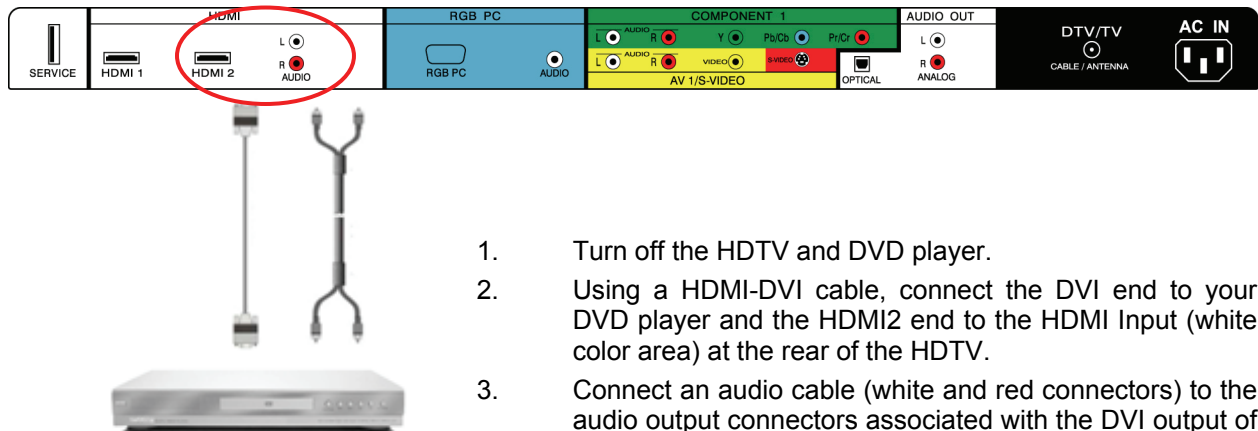 HDMI
RGB PC
COMPONENT 1
AUDIO OUT
DTV/TV
AC IN
L AUDIO R
Y
Pb/Cb
Pr/Cr
L
L
L AUDIO R
VIDEO
S-VIDEO
CABLE / ANTENNA
SERVICE
HDMI 1
HDMI 2
R
AUDIO
RGB PC
AUDIO
AV 1/S-VIDEO
OPTICAL
R
ANALOG
1. Turn off the HDTV and DVD player.
2. Using a HDMI-DVI cable, connect the DVI end to your
DVD player and the HDMI2 end to the HDMI Input (white
color area) at the rear of the HDTV.
3. Connect an audio cable (white and red connectors) to the
audio output connectors associated with the DVI output of